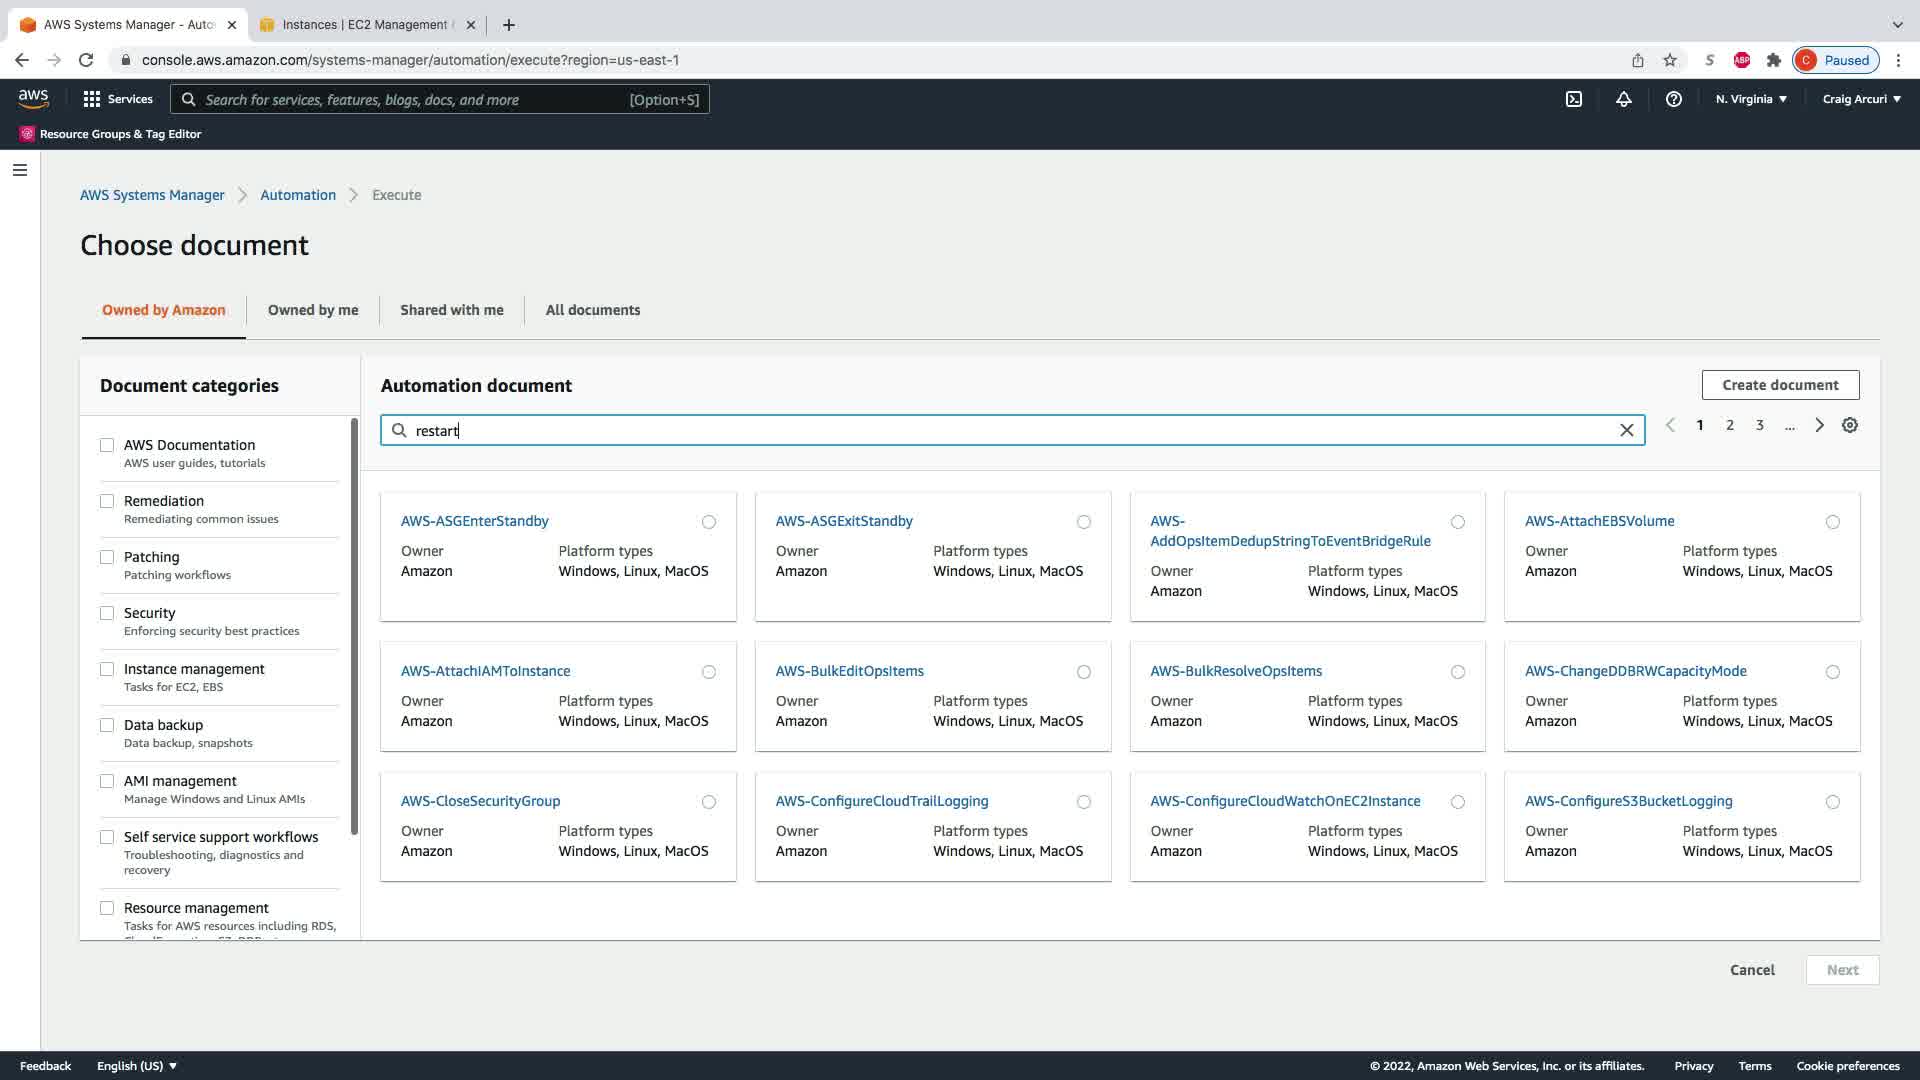 AWS Systems Manager - Auto
Instances | EC2 Management
console.aws.amazon.com/systems-manager/automation/execute?region=us-east-1
S
ABP
C
Paused
aws
Services
Search for services, features, blogs, docs, and more
[Option+S]
N. Virginia
Craig Arcuri
Resource Groups & Tag Editor
AWS Systems Manager
Automation
Execute
Choose document
Owned by Amazon
Owned by me
Shared with me
All documents
Document categories
AWS Documentation
AWS user guides, tutorials
Remediation
Remediating common issues
Patching
Patching workflows
Security
Enforcing security best practices
Instance management
Tasks for EC2, EBS
Data backup
Data backup, snapshots
AMI management
Manage Windows and Linux AMIs
Self service support workflows
Troubleshooting, diagnostics and
recovery
Resource management
Tasks for AWS resources including RDS,
Automation document
Create document
restart
1 2 3 ...
AWS-ASGEnterStandby
Owner Platform types
Amazon Windows, Linux, MacOS
AWS-ASGExitStandby
Owner Platform types
Amazon Windows, Linux, MacOS
AWS-
AddOpsItemDedupStringToEventBridgeRule
Owner Platform types
Amazon Windows, Linux, MacOS
AWS-AttachEBSVolume
Owner Platform types
Amazon Windows, Linux, MacOS
AWS-AttachIAMToInstance
Owner Platform types
Amazon Windows, Linux, MacOS
AWS-BulkEditOpsItems
Owner Platform types
Amazon Windows, Linux, MacOS
AWS-BulkResolveOpsItems
Owner Platform types
Amazon Windows, Linux, MacOS
AWS-ChangeDDBRWCapacityMode
Owner Platform types
Amazon Windows, Linux, MacOS
AWS-CloseSecurityGroup
Owner Platform types
Amazon Windows, Linux, MacOS
AWS-ConfigureCloudTrailLogging
Owner Platform types
Amazon Windows, Linux, MacOS
AWS-ConfigureCloudWatchOnEC2Instance
Owner Platform types
Amazon Windows, Linux, MacOS
AWS-ConfigureS3BucketLogging
Owner Platform types
Amazon Windows, Linux, MacOS
Cancel
Next
Feedback
English (US)
© 2022, Amazon Web Services, Inc. or its affiliates.
Privacy
Terms
Cookie preferences